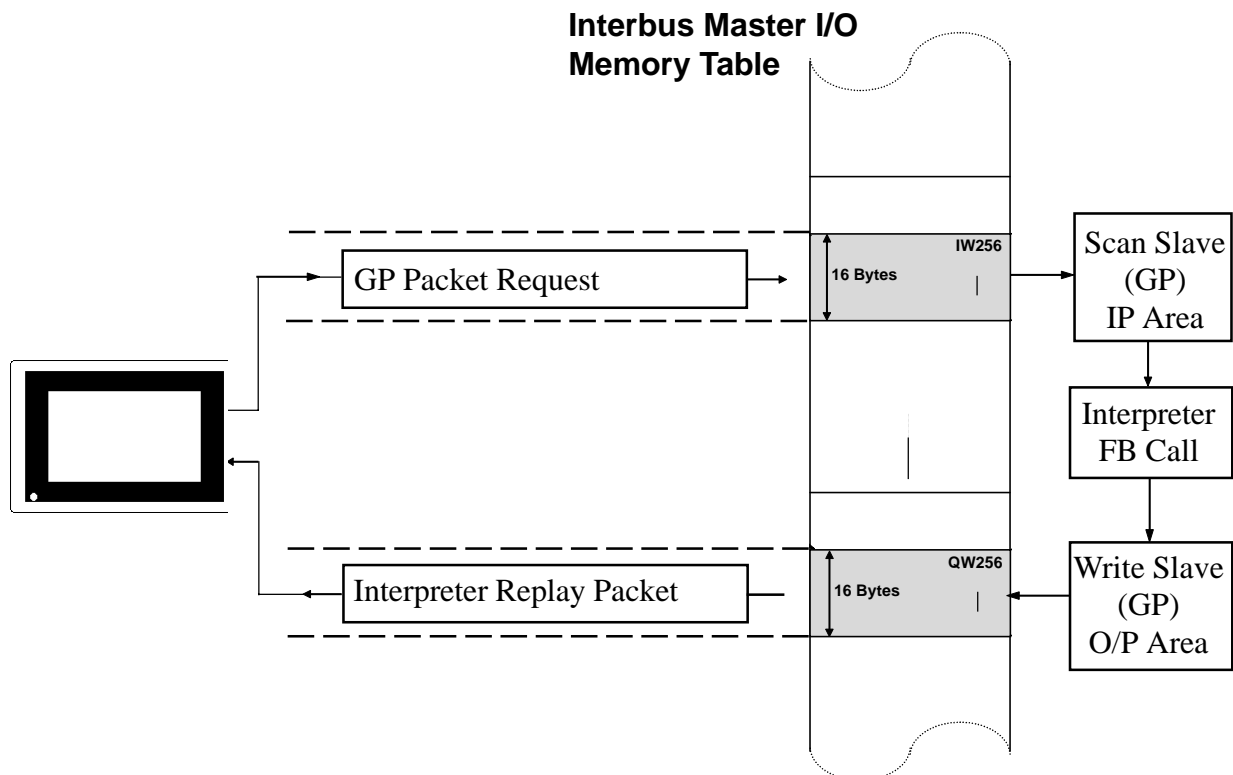 Interbus Master I/O
Memory Table
GP Packet Request
16 Bytes
IW256
Scan Slave
(GP)
IP Area
Interpreter
FB Call
Interpreter Replay Packet
16 Bytes
QW256
Write Slave
(GP)
O/P Area